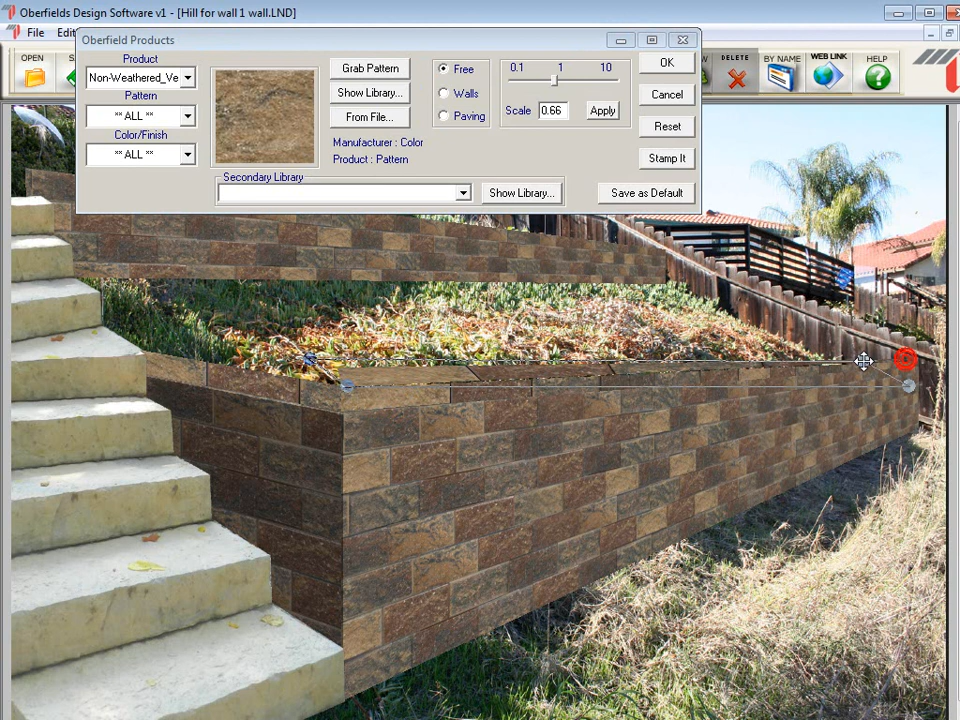 Oberfields Design Software v1 - [Hill for wall 1 wall.LND]
File Edit
Oberfield Products
OPEN
DELETE
BY NAME
WEB LINK
HELP
Product
Non-Weathered_Ve
Pattern
** ALL **
Color/Finish
** ALL **
Grab Pattern
Show Library...
From File...
Manufacturer : Color
Product : Pattern
Free
Walls
Paving
0.1 1 10
Scale 0.66 Apply
OK
Cancel
Reset
Stamp It
Save as Default
Secondary Library
Show Library...